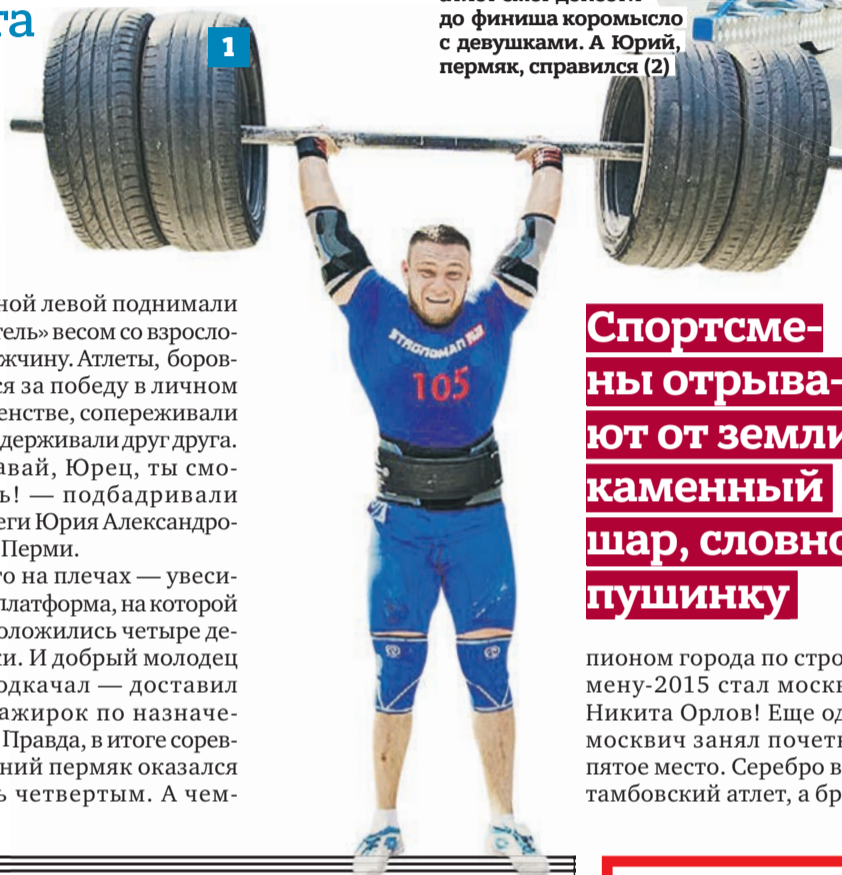 га
1
до финиша коромысло
с девушками. А Юрий,
пермяк, справился (2)
STRONGMAN
105
ной левой поднимали
тель» весом со взросло-
жчину. Атлеты, боров-
ся за победу в личном
енстве, сопереживали
держивали друг друга.
авай, Юрец, ты смо-
ь! — подбадривали
еги Юрия Александро-
Перми.
го на плечах — увеси-
платформа, на которой
оложились четыре де-
ки. И добрый молодец
одкачал — доставил
ажирок по назначе-
Правда, в итоге сорев-
ний пермяк оказался
ь четвертым. А чем-
Спортсме-
ны отрыва-
ют от земли
каменный
шар, словно
пушинку
пионом города по стро
мену-2015 стал москв
Никита Орлов! Еще од
москвич занял почетн
пятое место. Серебро в
тамбовский атлет, а бр